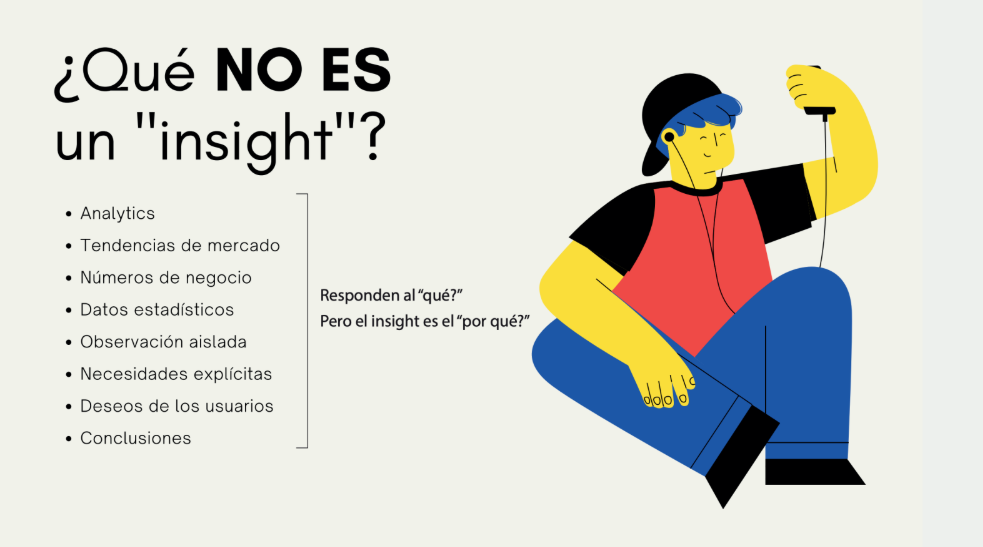 ¿Qué NO ES
un "insight"?
• Analytics
• Tendencias de mercado
• Números de negocio
• Datos estadísticos
• Observación aislada
• Necesidades explícitas
• Deseos de los usuarios
• Conclusiones
Responden al “qué?”
Pero el insight es el “por qué?”